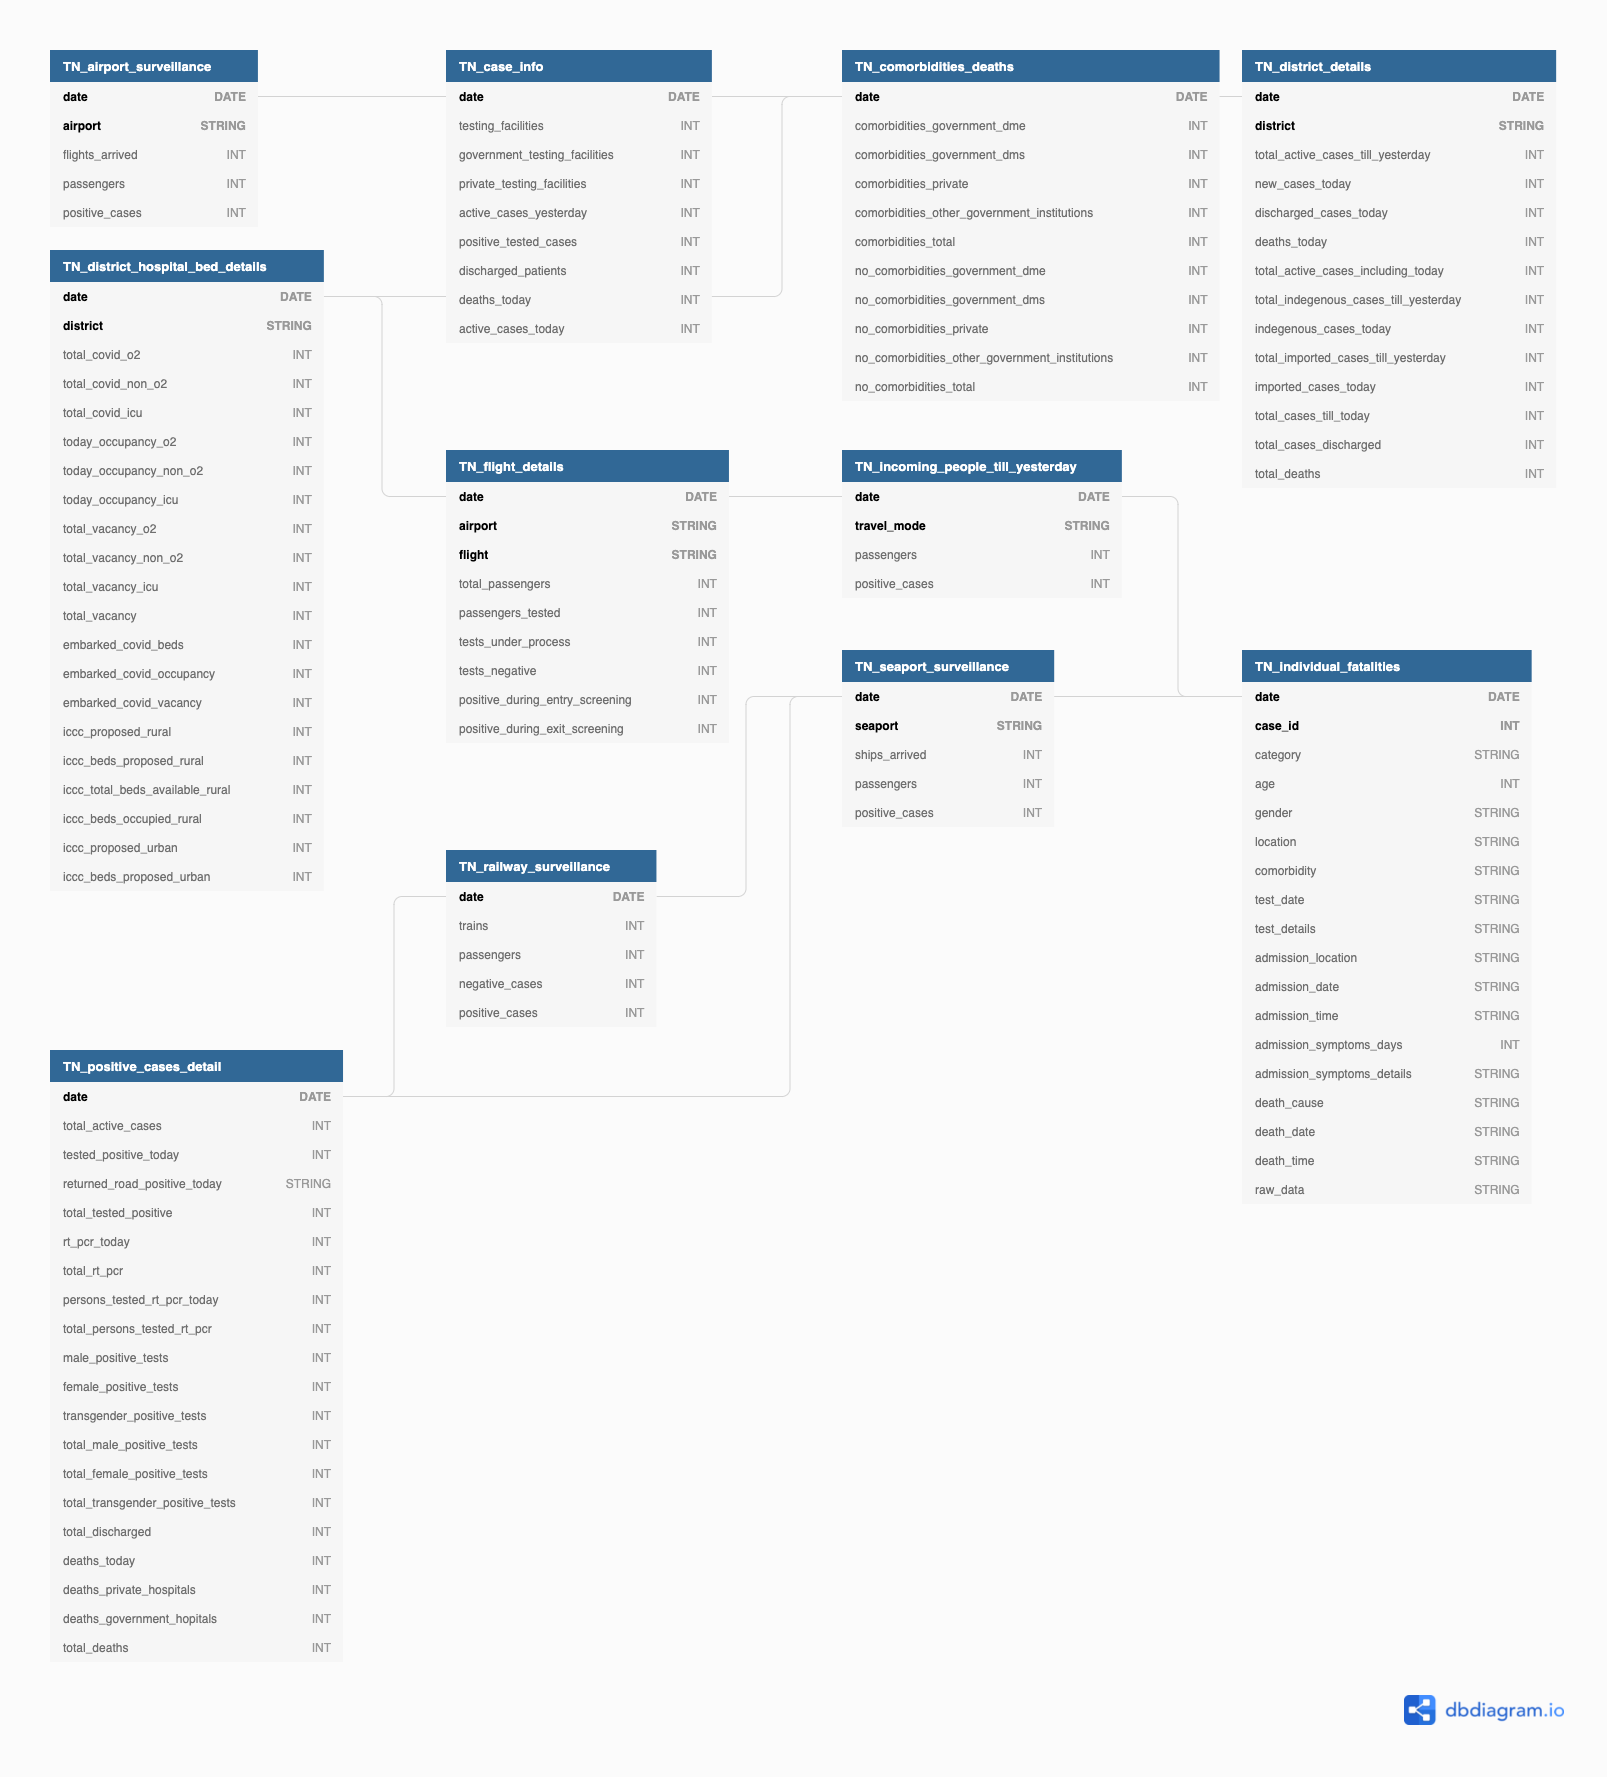 TN_airport_surveillance
date DATE
airport STRING
flights_arrived INT
passengers INT
positive_cases INT
TN_case_info
date DATE
testing_facilities INT
government_testing_facilities INT
private_testing_facilities INT
active_cases_yesterday INT
positive_tested_cases INT
discharged_patients INT
deaths_today INT
active_cases_today INT
TN_comorbidities_deaths
date DATE
comorbidities_government_dme INT
comorbidities_government_dms INT
comorbidities_private INT
comorbidities_other_government_institutions INT
comorbidities_total INT
no_comorbidities_government_dme INT
no_comorbidities_government_dms INT
no_comorbidities_private INT
no_comorbidities_other_government_institutions INT
no_comorbidities_total INT
TN_district_details
date DATE
district STRING
total_active_cases_till_yesterday INT
new_cases_today INT
discharged_cases_today INT
deaths_today INT
total_active_cases_including_today INT
total_indegenous_cases_till_yesterday INT
indegenous_cases_today INT
total_imported_cases_till_yesterday INT
imported_cases_today INT
total_cases_till_today INT
total_cases_discharged INT
total_deaths INT
TN_district_hospital_bed_details
date DATE
district STRING
total_covid_o2 INT
total_covid_non_o2 INT
total_covid_icu INT
today_occupancy_o2 INT
today_occupancy_non_o2 INT
today_occupancy_icu INT
total_vacancy_o2 INT
total_vacancy_non_o2 INT
total_vacancy_icu INT
total_vacancy INT
embarked_covid_beds INT
embarked_covid_occupancy INT
embarked_covid_vacancy INT
iccc_proposed_rural INT
iccc_beds_proposed_rural INT
iccc_total_beds_available_rural INT
iccc_beds_occupied_rural INT
iccc_proposed_urban INT
iccc_beds_proposed_urban INT
TN_flight_details
date DATE
airport STRING
flight STRING
total_passengers INT
passengers_tested INT
tests_under_process INT
tests_negative INT
positive_during_entry_screening INT
positive_during_exit_screening INT
TN_incoming_people_till_yesterday
date DATE
travel_mode STRING
passengers INT
positive_cases INT
TN_seaport_surveillance
date DATE
seaport STRING
ships_arrived INT
passengers INT
positive_cases INT
TN_individual_fatalities
date DATE
case_id INT
category STRING
age INT
gender STRING
location STRING
comorbidity STRING
test_date STRING
test_details STRING
admission_location STRING
admission_date STRING
admission_time STRING
admission_symptoms_days INT
admission_symptoms_details STRING
death_cause STRING
death_date STRING
death_time STRING
raw_data STRING
TN_railway_surveillance
date DATE
trains INT
passengers INT
negative_cases INT
positive_cases INT
TN_positive_cases_detail
date DATE
total_active_cases INT
tested_positive_today INT
returned_road_positive_today STRING
total_tested_positive INT
rt_pcr_today INT
total_rt_pcr INT
persons_tested_rt_pcr_today INT
total_persons_tested_rt_pcr INT
male_positive_tests INT
female_positive_tests INT
transgender_positive_tests INT
total_male_positive_tests INT
total_female_positive_tests INT
total_transgender_positive_tests INT
total_discharged INT
deaths_today INT
deaths_private_hospitals INT
deaths_government_hopitals INT
total_deaths INT
dbdiagram.io